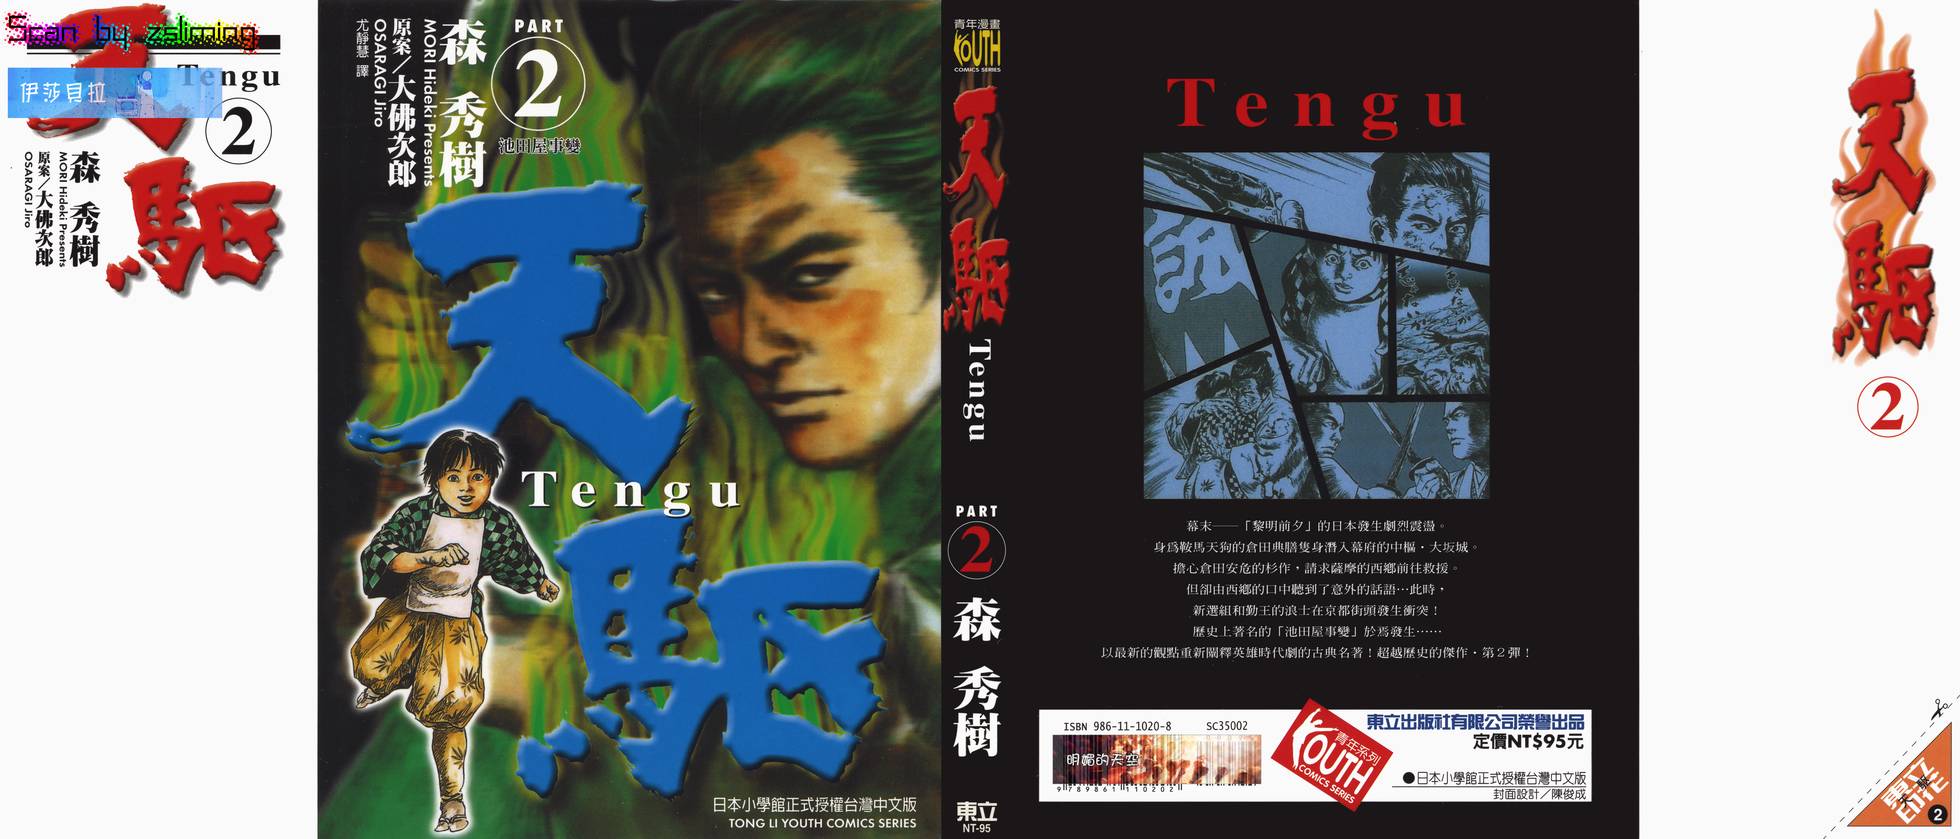 Scan by zsliming
伊莎貝拉
天駆
Tengu
2
森 秀樹
MORI Hideki Presents
原案／大佛次郎
OSARAGI Jiro
PART
2
池田屋事變
森 秀樹
MORI Hideki Presents
原案／大佛次郎
OSARAGI Jiro
尤靜慧 譯
天駆
Tengu
日本小學館正式授權台灣中文版
TONG LI YOUTH COMICS SERIES
青年漫畫
YOUTH
COMICS SERIES
天駆
Tengu
PART
2
森 秀樹
東立
NT-95
Tengu
誠
幕末──「黎明前夕」的日本發生劇烈震盪。
身爲鞍馬天狗的倉田典膳隻身潛入幕府的中樞・大坂城。
擔心倉田安危的杉作，請求薩摩的西鄉前往救援。
但卻由西鄉的口中聽到了意外的話語…此時，
新選組和勤王的浪士在京都街頭發生衝突！
歷史上著名的「池田屋事變」於焉發生……
以最新的觀點重新闡釋英雄時代劇的古典名著！超越歷史的傑作・第2彈！
ISBN 986-11-1020-8 SC35002
明媚的天空
9 789861 110202
青年系列
YOUTH
COMICS SERIES
東立出版社有限公司榮譽出品
定價NT$95元
●日本小學館正式授權台灣中文版
封面設計／陳俊成
天駆
2
東立
印花
天駆
2